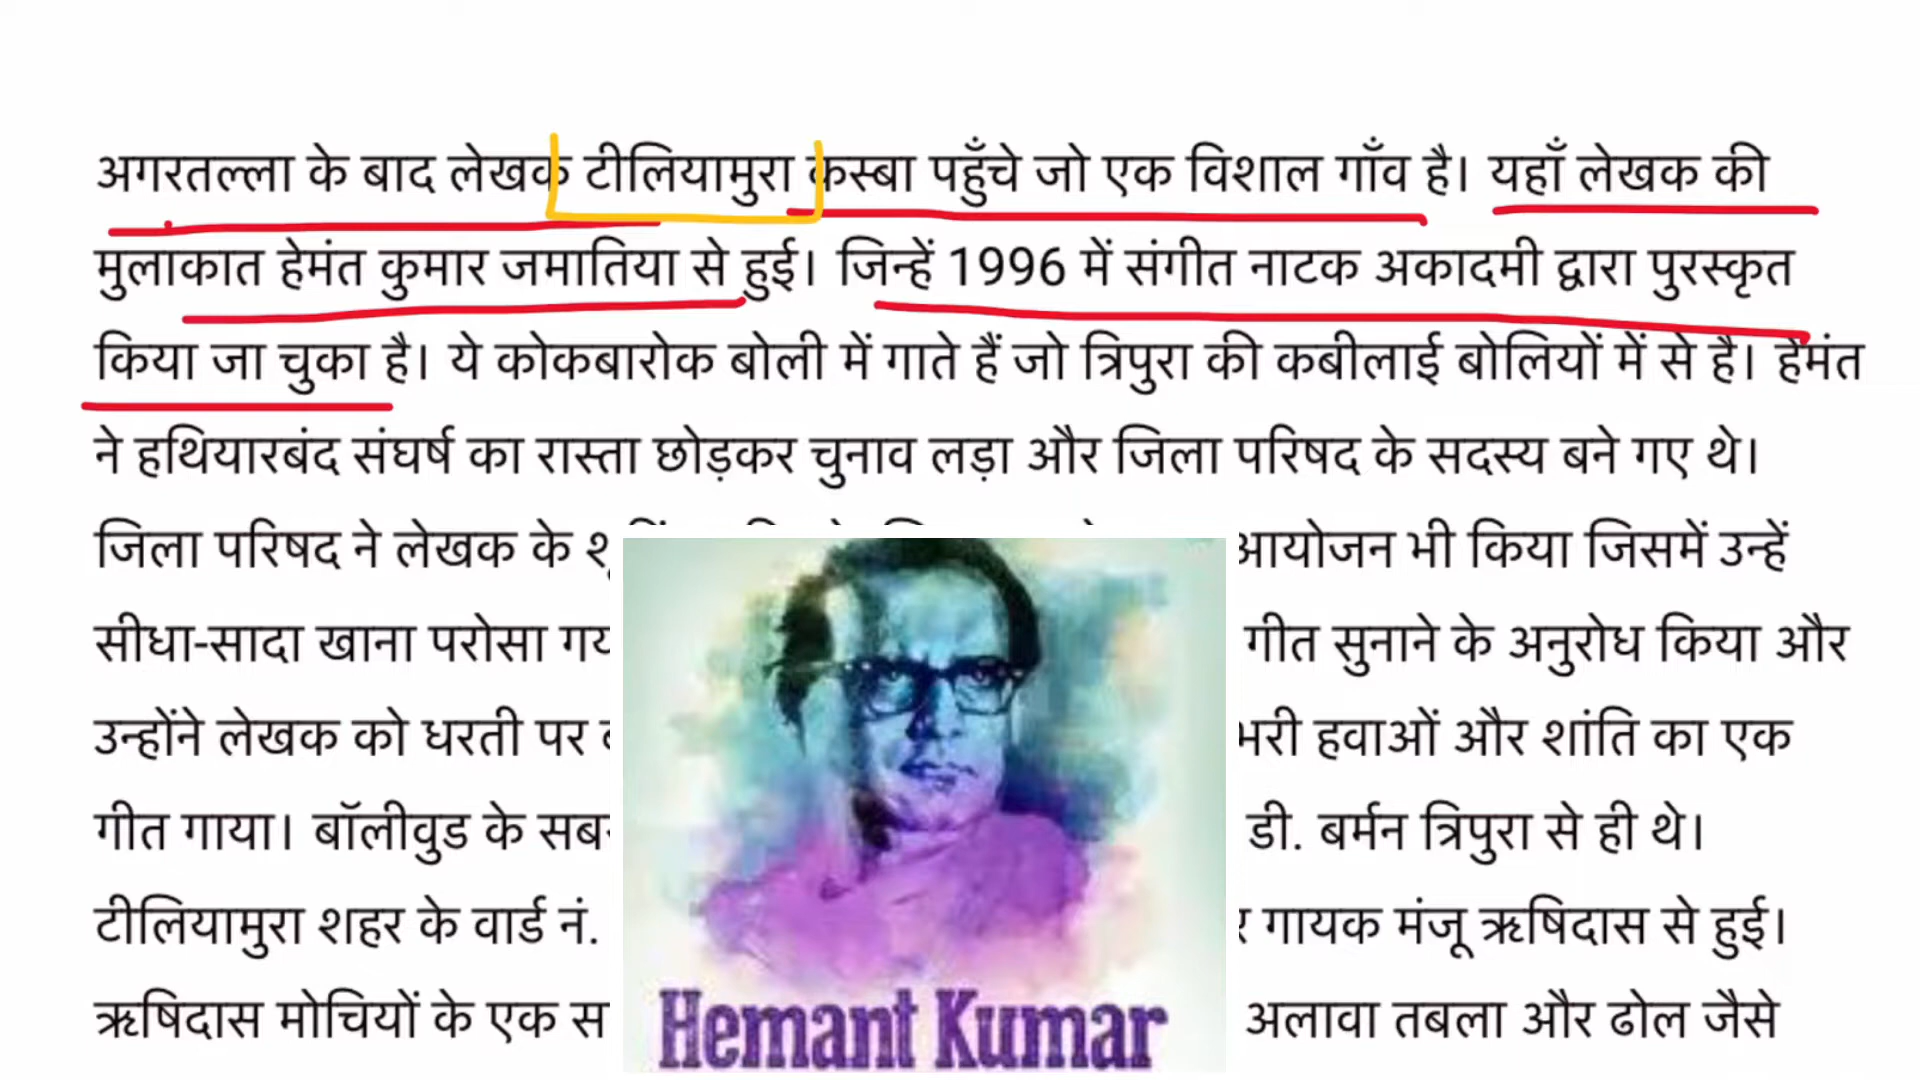 अगरतल्ला के बाद लेखक टीलियामुरा कस्बा पहुँचे जो एक विशाल गाँव है। यहाँ लेखक की
मुलाकात हेमंत कुमार जमातिया से हुई। जिन्हें 1996 में संगीत नाटक अकादमी द्वारा पुरस्कृत
किया जा चुका है। ये कोकबारोक बोली में गाते हैं जो त्रिपुरा की कबीलाई बोलियों में से है। हेमंत
ने हथियारबंद संघर्ष का रास्ता छोड़कर चुनाव लड़ा और जिला परिषद के सदस्य बने गए थे।
जिला परिषद ने लेखक के आयोजन भी किया जिसमें उन्हें
सीधा-सादा खाना परोसा गीत सुनाने के अनुरोध किया और
उन्होंने लेखक को धरती पर हवाओं और शांति का एक
गीत गाया। बॉलीवुड के डी. बर्मन त्रिपुरा से ही थे।
टीलियामुरा शहर के वार्ड नं. गायक मंजू ऋषिदास से हुई।
ऋषिदास मोचियों के एक अलावा तबला और ढोल जैसे
Hemant Kumar